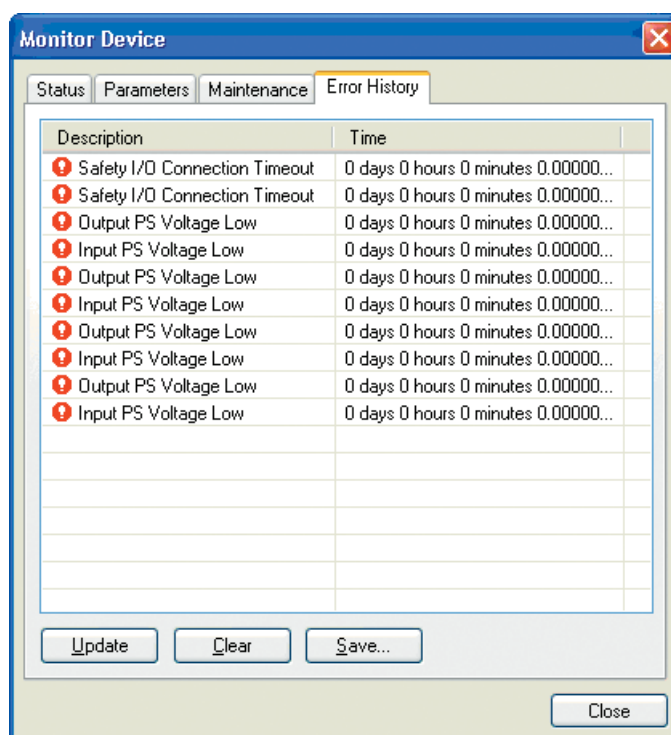 Monitor Device
Status Parameters Maintenance Error History
Description Time
Safety I/O Connection Timeout 0 days 0 hours 0 minutes 0.00000...
Safety I/O Connection Timeout 0 days 0 hours 0 minutes 0.00000...
Output PS Voltage Low 0 days 0 hours 0 minutes 0.00000...
Input PS Voltage Low 0 days 0 hours 0 minutes 0.00000...
Output PS Voltage Low 0 days 0 hours 0 minutes 0.00000...
Input PS Voltage Low 0 days 0 hours 0 minutes 0.00000...
Output PS Voltage Low 0 days 0 hours 0 minutes 0.00000...
Input PS Voltage Low 0 days 0 hours 0 minutes 0.00000...
Output PS Voltage Low 0 days 0 hours 0 minutes 0.00000...
Input PS Voltage Low 0 days 0 hours 0 minutes 0.00000...
Update Clear Save...
Close